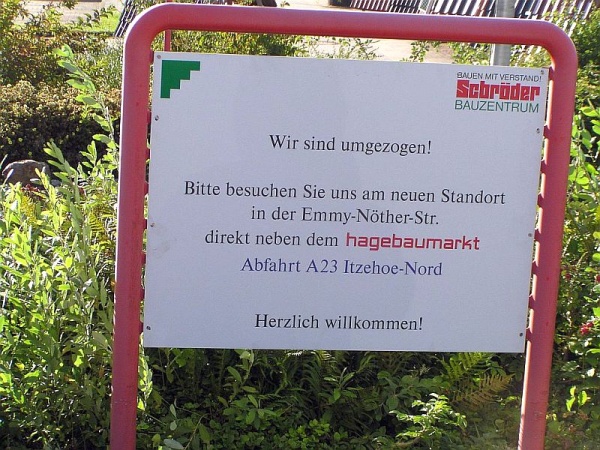 BAUEN MIT VERSTAND!
Schröder
BAUZENTRUM
Wir sind umgezogen!
Bitte besuchen Sie uns am neuen Standort
in der Emmy-Nöther-Str.
direkt neben dem hagebaumarkt
Abfahrt A23 Itzehoe-Nord
Herzlich willkommen!